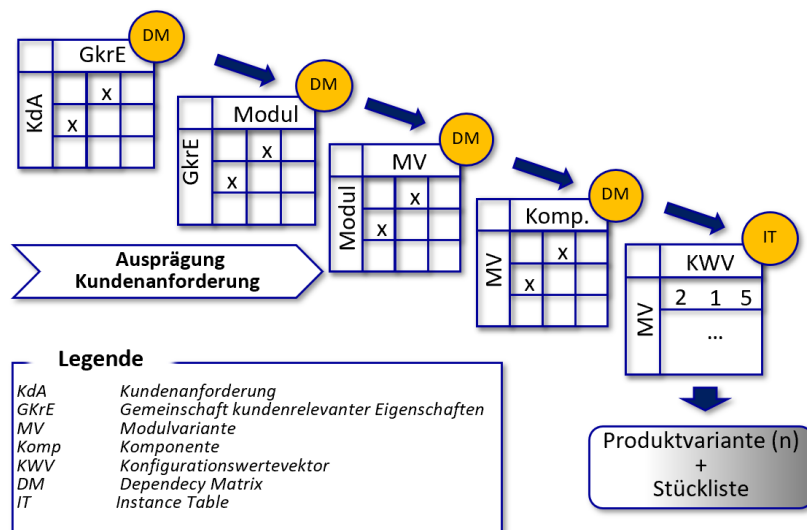 DM
GkrE
KdA
x
x
DM
Modul
GkrE
x
x
DM
MV
Modul
x
x
DM
Komp.
MV
x
x
IT
KWV
MV
2 1 5
...
Ausprägung
Kundenanforderung
Legende
KdA Kundenanforderung
GKrE Gemeinschaft kundenrelevanter Eigenschaften
MV Modulvariante
Komp Komponente
KWV Konfigurationswertevektor
DM Dependecy Matrix
IT Instance Table
Produktvariante (n)
+
Stückliste